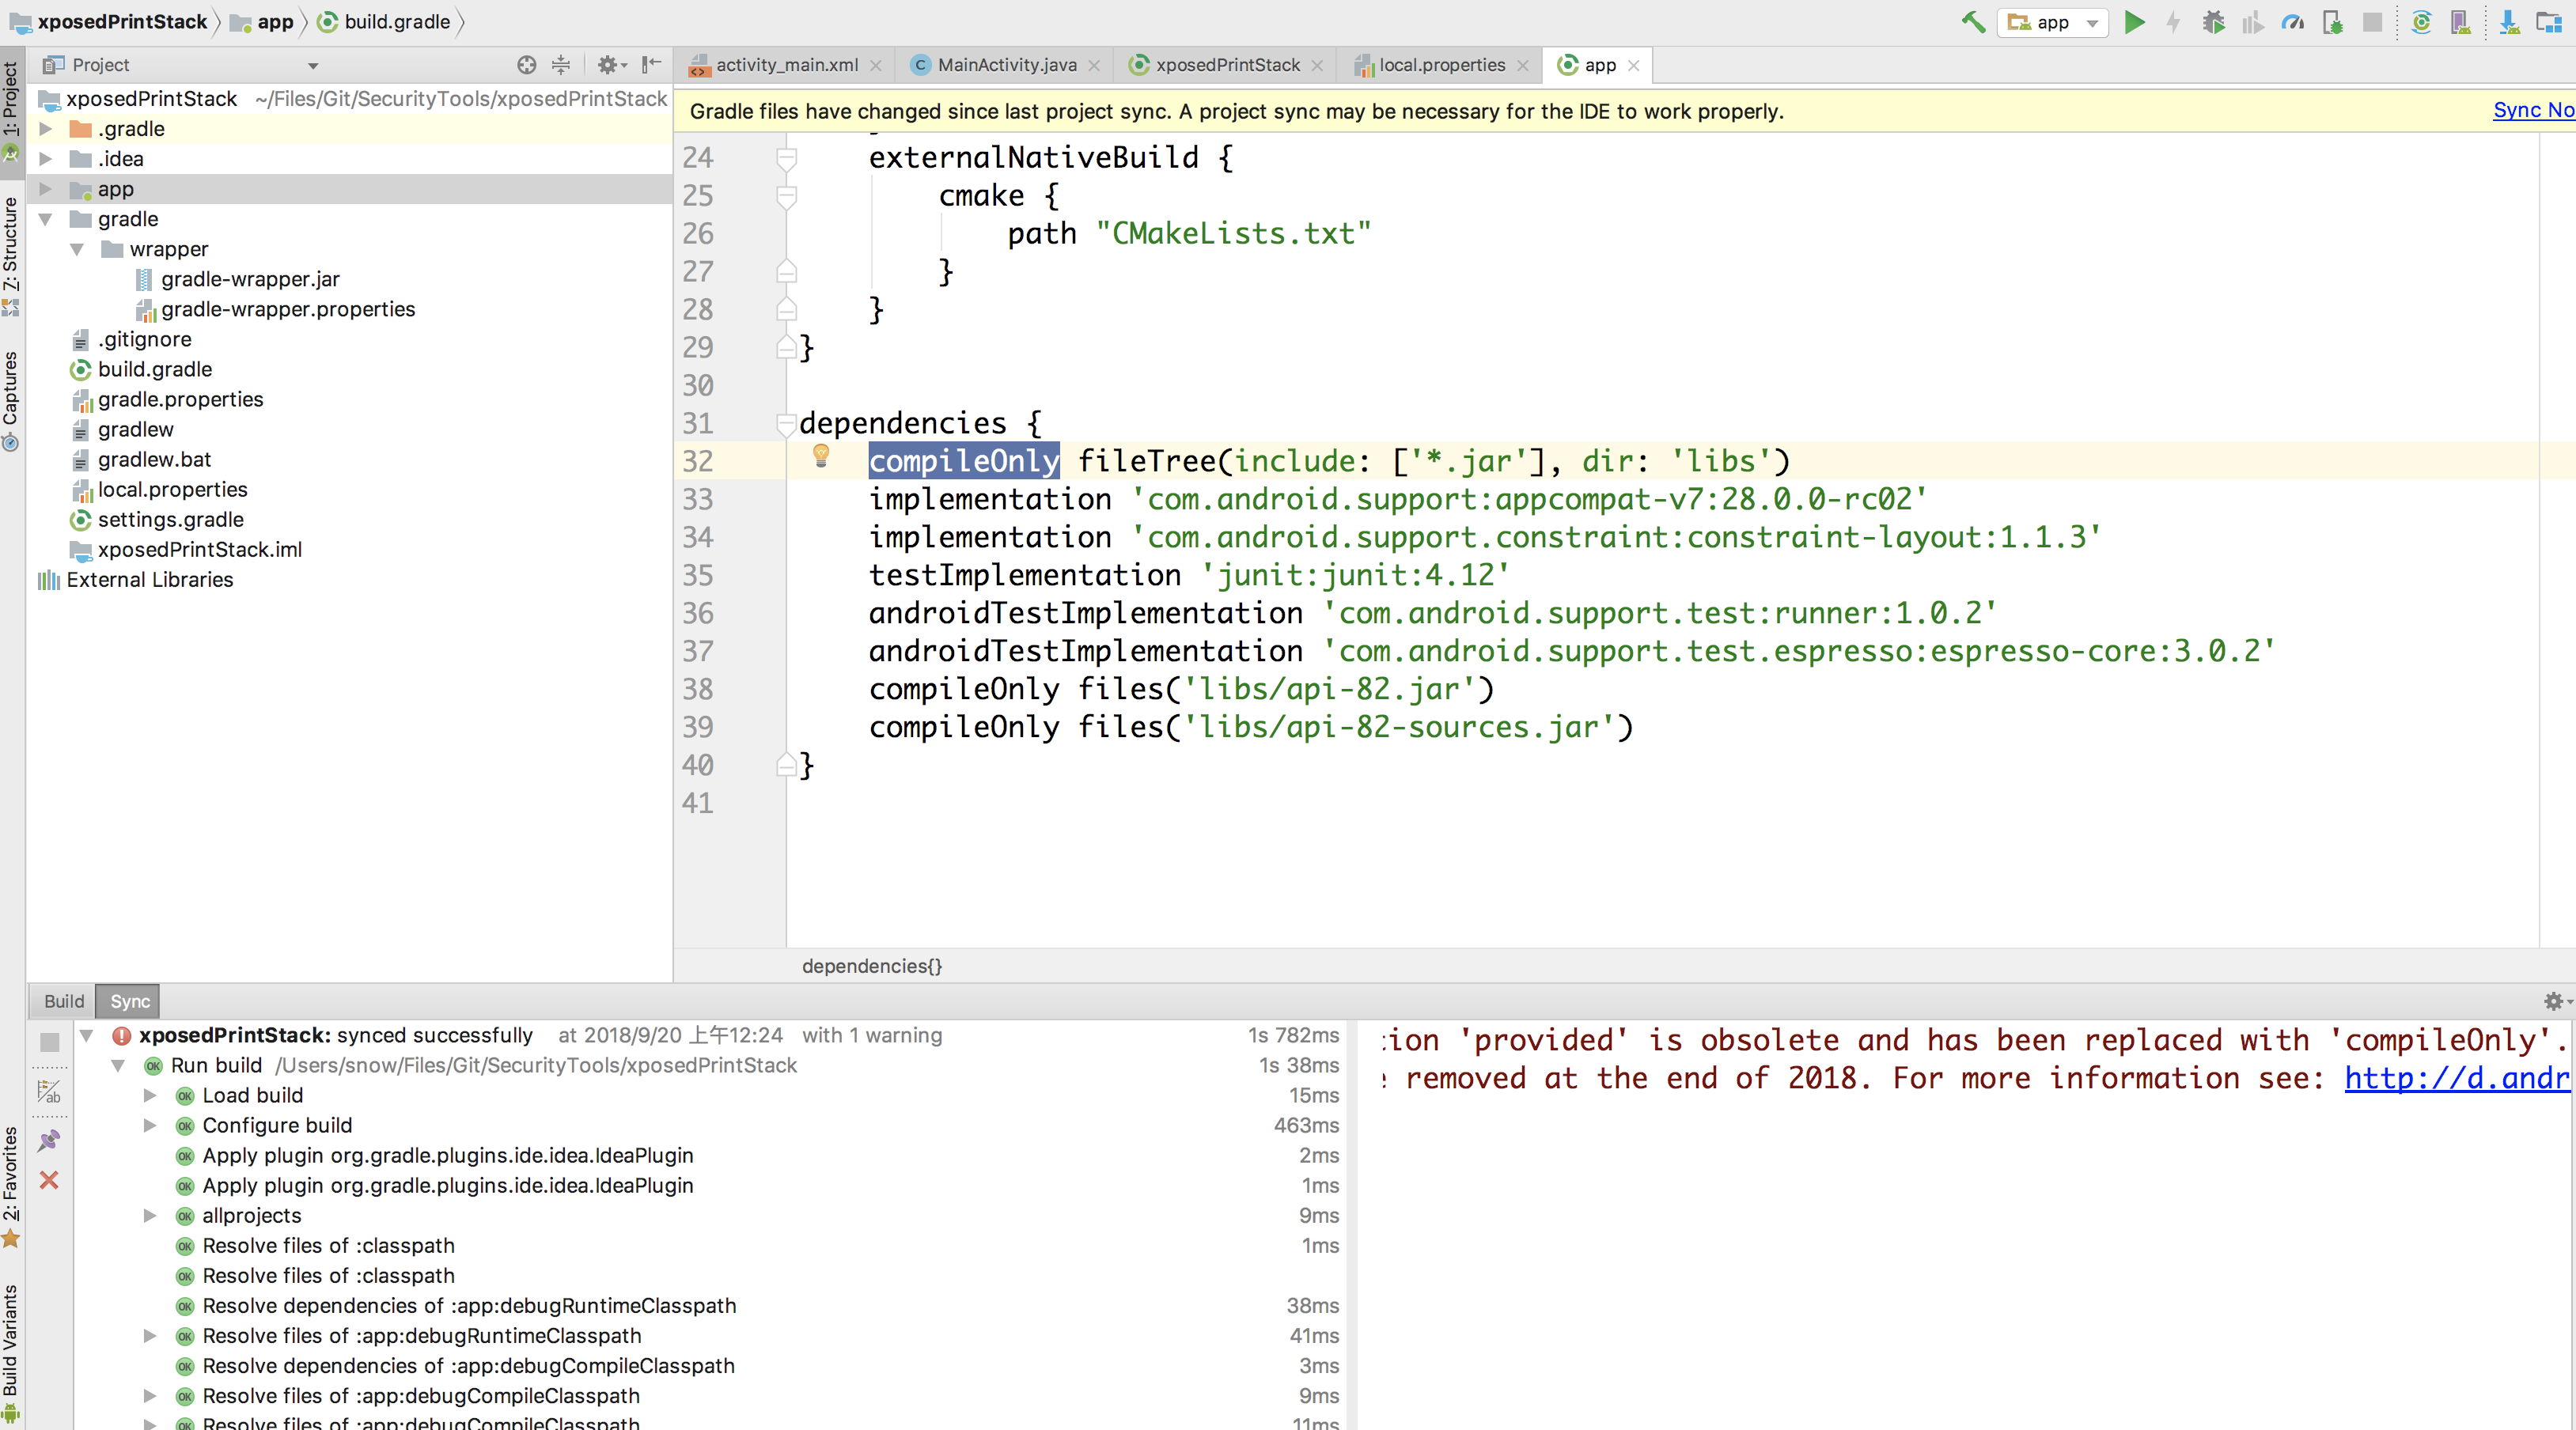 xposedPrintStack app build.gradle
app
Project
activity_main.xml MainActivity.java xposedPrintStack local.properties app
1: Project
7: Structure
Captures
2: Favorites
Build Variants
xposedPrintStack ~/Files/Git/SecurityTools/xposedPrintStack
.gradle
.idea
app
gradle
wrapper
gradle-wrapper.jar
gradle-wrapper.properties
.gitignore
build.gradle
gradle.properties
gradlew
gradlew.bat
local.properties
settings.gradle
xposedPrintStack.iml
External Libraries
Gradle files have changed since last project sync. A project sync may be necessary for the IDE to work properly. Sync No
24 externalNativeBuild {
25 cmake {
26 path "CMakeLists.txt"
27 }
28 }
29 }
30
31 dependencies {
32 compileOnly fileTree(include: ['*.jar'], dir: 'libs')
33 implementation 'com.android.support:appcompat-v7:28.0.0-rc02'
34 implementation 'com.android.support.constraint:constraint-layout:1.1.3'
35 testImplementation 'junit:junit:4.12'
36 androidTestImplementation 'com.android.support.test:runner:1.0.2'
37 androidTestImplementation 'com.android.support.test.espresso:espresso-core:3.0.2'
38 compileOnly files('libs/api-82.jar')
39 compileOnly files('libs/api-82-sources.jar')
40 }
41
dependencies{}
Build Sync
xposedPrintStack: synced successfully at 2018/9/20 上午12:24 with 1 warning 1s 782ms
Run build /Users/snow/Files/Git/SecurityTools/xposedPrintStack 1s 38ms
OK Load build 15ms
OK Configure build 463ms
OK Apply plugin org.gradle.plugins.ide.idea.IdeaPlugin 2ms
OK Apply plugin org.gradle.plugins.ide.idea.IdeaPlugin 1ms
OK allprojects 9ms
OK Resolve files of :classpath 1ms
OK Resolve files of :classpath
OK Resolve dependencies of :app:debugRuntimeClasspath 38ms
OK Resolve files of :app:debugRuntimeClasspath 41ms
OK Resolve dependencies of :app:debugCompileClasspath 3ms
OK Resolve files of :app:debugCompileClasspath 9ms
OK Resolve files of :app:debugCompileClasspath 11ms
tion 'provided' is obsolete and has been replaced with 'compileOnly'.
removed at the end of 2018. For more information see: http://d.andr